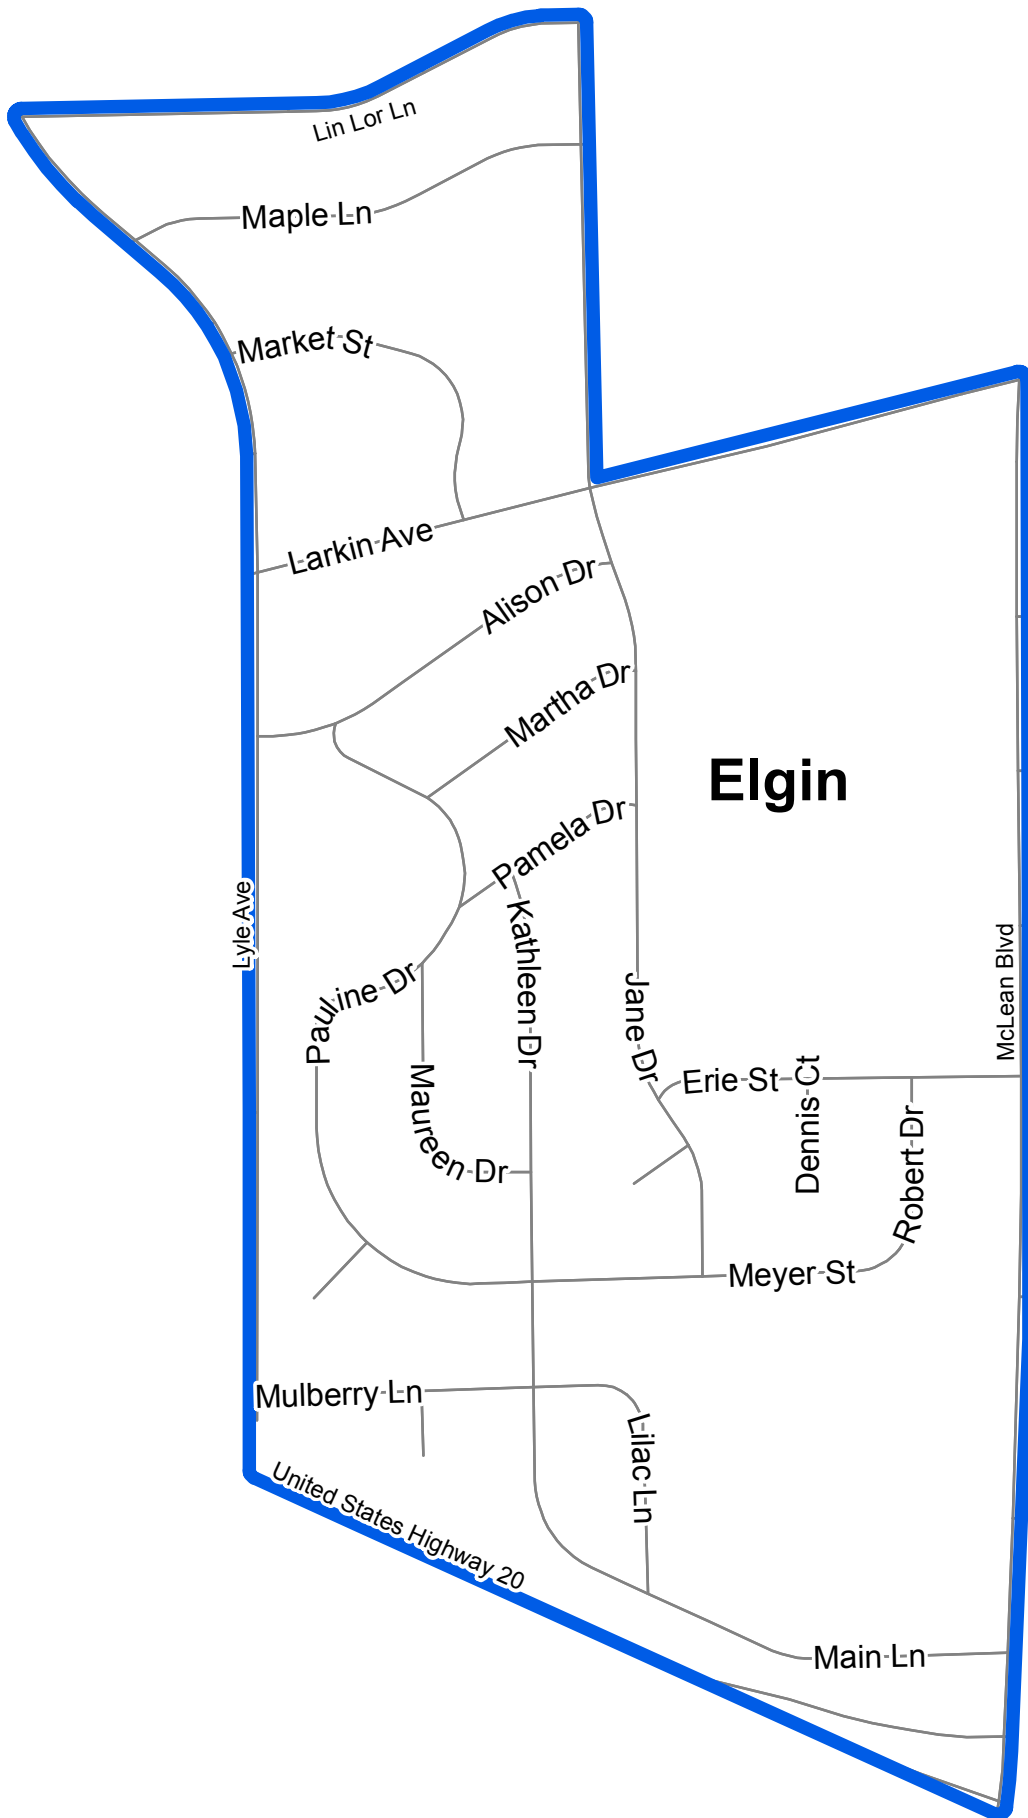 Lin Lor Ln
Maple Ln
Market St
Larkin Ave
Alison Dr
Martha Dr
Elgin
Pamela Dr
Kathleen Dr
Lyle Ave
McLean Blvd
Pauline Dr
Jane Dr
Maureen Dr
Erie St
Dennis Ct
Robert Dr
Meyer St
Mulberry Ln
Lilac Ln
United States Highway 20
Main Ln